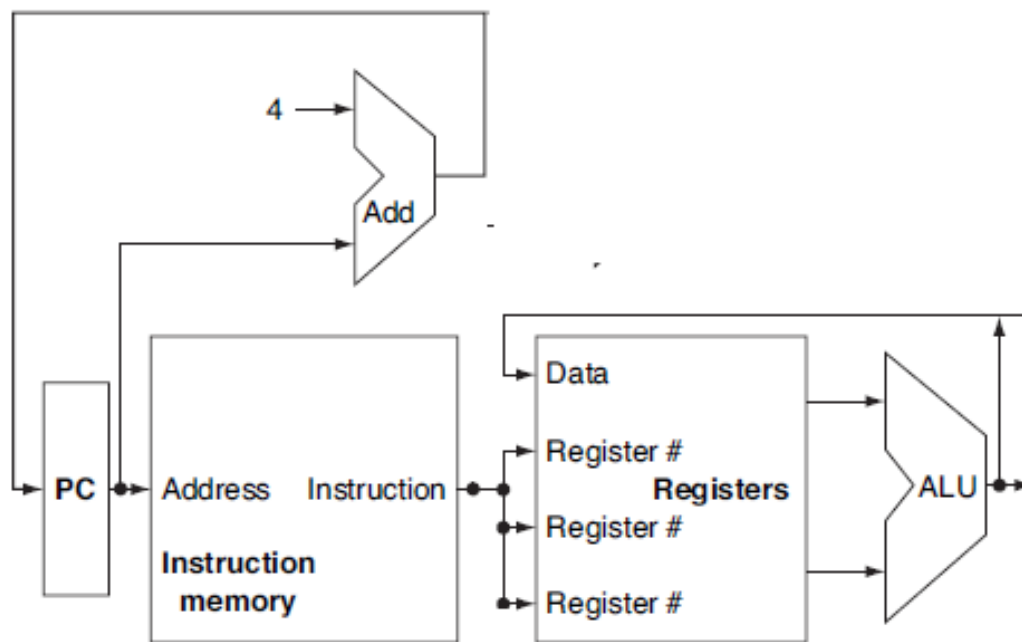 4
Add
Data
Register #
PC
Address
Instruction
Registers
ALU
Register #
Instruction
memory
Register #